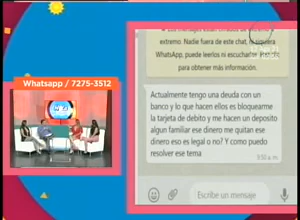 extremo. Nadie fuera de este chat, ni siquiera
WhatsApp, puede leerlos ni escucharlos
para obtener más información.
Whatsapp / 7275-3512
Actualmente tengo una deuda con un
banco y lo que hacen ellos es bloquearme
la tarjeta de debito y me hacen un deposito
algun familiar ese dinero me quitan ese
dinero eso es legal o no? Y como puedo
resolver ese tema
9:50 a. m.
Escribe un mensaje